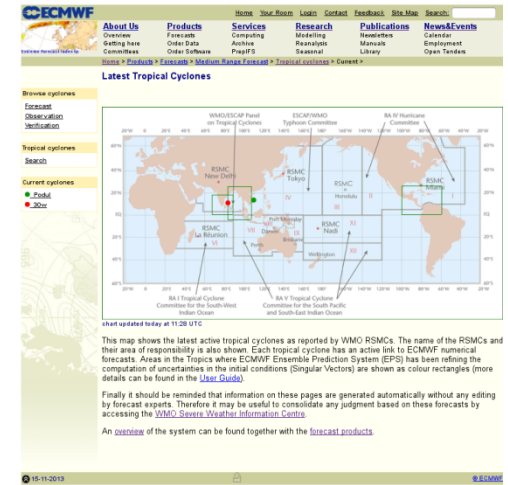 ECMWF
Home Your Room Login Contact Feedback Site Map Search:
About Us Products Services Research Publications News&Events
Overview Forecasts Computing Modelling Newsletters Calendar
Getting here Order Data Archive Reanalysis Manuals Employment
Committees Order Software PrepIFS Seasonal Library Open Tenders
Home > Products > Forecasts > Medium Range Forecast > Tropical cyclones > Current >
Latest Tropical Cyclones
Browse cyclones
Forecast
Observation
Verification
Tropical cyclones
Search
Current cyclones
Podul
30w
WMO/ESCAP Panel
on Tropical Cyclones
ESCAP/WMO
Typhoon Committee
RA IV Hurricane
Committee
RSMC
New Delhi
RSMC
Tokyo
RSMC
Honolulu
RSMC
Miami
RSMC
La Réunion
RSMC
Nadi
Port Moresby
Darwin
Perth
Brisbane
Wellington
RA I Tropical Cyclone
Committee for the South-West
Indian Ocean
RA V Tropical Cyclone
Committee for the South Pacific
and South-East Indian Ocean
chart updated today at 11:28 UTC
This map shows the latest active tropical cyclones as reported by WMO RSMCs. The name of the RSMCs and
their area of responsibility is also shown. Each tropical cyclone has an active link to ECMWF numerical
forecasts. Areas in the Tropics where ECMWF Ensemble Prediction System (EPS) has been refining the
computation of uncertainties in the initial conditions (Singular Vectors) are shown as colour rectangles (more
details can be found in the User Guide).
Finally it should be reminded that information on these pages are generated automatically without any editing
by forecast experts. Therefore it may be useful to consolidate any judgment based on these forecasts by
accessing the WMO Severe Weather Information Centre.
An overview of the system can be found together with the forecast products.
15-11-2013
© ECMWF